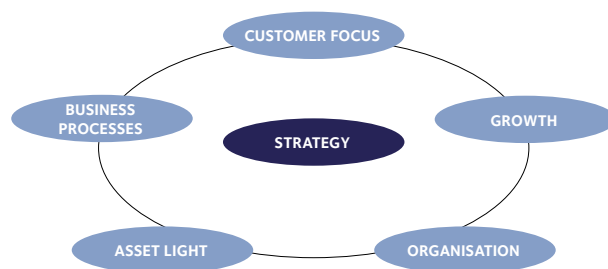 CUSTOMER FOCUS
BUSINESS
PROCESSES
GROWTH
STRATEGY
ASSET LIGHT
ORGANISATION